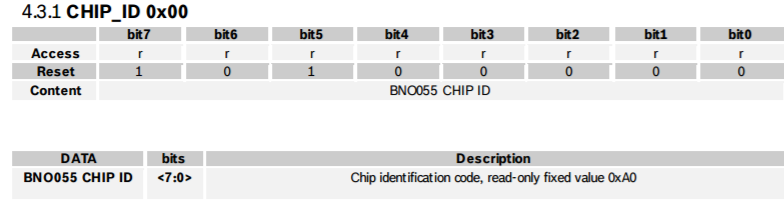 4.3.1 CHIP_ID 0x00
bit7 bit6 bit5 bit4 bit3 bit2 bit1 bit0
Access r r r r r r r r
Reset 1 0 1 0 0 0 0 0
Content BNO055 CHIP ID
DATA bits Description
BNO055 CHIP ID <7:0> Chip identification code, read-only fixed value 0xA0